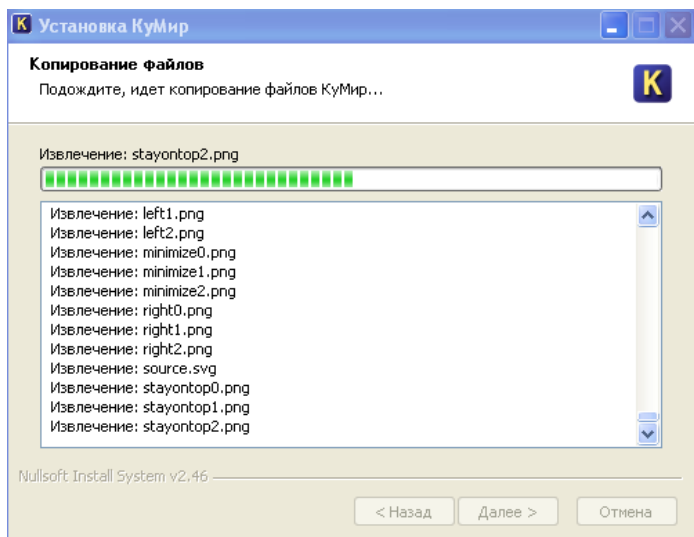 K Установка КуМир
Копирование файлов
Подождите, идет копирование файлов КуМир...
K
Извлечение: stayontop2.png
Извлечение: left1.png
Извлечение: left2.png
Извлечение: minimize0.png
Извлечение: minimize1.png
Извлечение: minimize2.png
Извлечение: right0.png
Извлечение: right1.png
Извлечение: right2.png
Извлечение: source.svg
Извлечение: stayontop0.png
Извлечение: stayontop1.png
Извлечение: stayontop2.png
Nullsoft Install System v2.46
< Назад Далее > Отмена